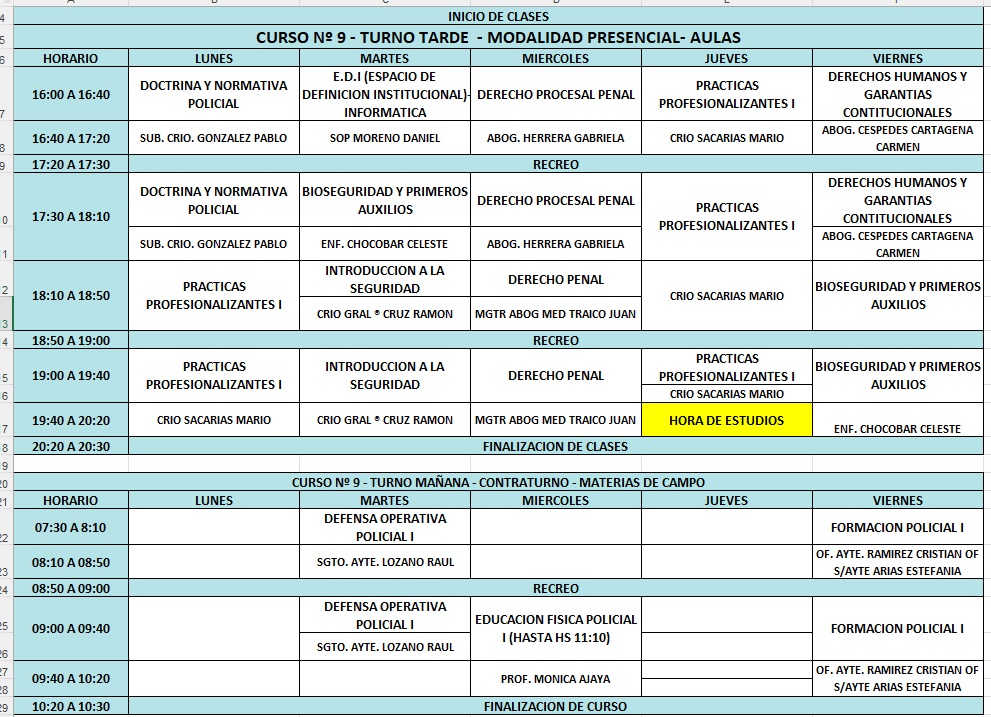 INICIO DE CLASES
CURSO Nº 9 - TURNO TARDE - MODALIDAD PRESENCIAL- AULAS
HORARIO LUNES MARTES MIERCOLES JUEVES VIERNES
16:00 A 16:40
DOCTRINA Y NORMATIVA
POLICIAL
E.D.I (ESPACIO DE
DEFINICION INSTITUCIONAL)-
INFORMATICA
DERECHO PROCESAL PENAL
PRACTICAS
PROFESIONALIZANTES I
DERECHOS HUMANOS Y
GARANTIAS
CONTITUCIONALES
16:40 A 17:20
SUB. CRIO. GONZALEZ PABLO
SOP MORENO DANIEL
ABOG. HERRERA GABRIELA
CRIO SACARIAS MARIO
ABOG. CESPEDES CARTAGENA
CARMEN
17:20 A 17:30 RECREO
17:30 A 18:10
DOCTRINA Y NORMATIVA
POLICIAL
BIOSEGURIDAD Y PRIMEROS
AUXILIOS
DERECHO PROCESAL PENAL
PRACTICAS
PROFESIONALIZANTES I
DERECHOS HUMANOS Y
GARANTIAS
CONTITUCIONALES
SUB. CRIO. GONZALEZ PABLO
ENF. CHOCOBAR CELESTE
ABOG. HERRERA GABRIELA
ABOG. CESPEDES CARTAGENA
CARMEN
18:10 A 18:50
PRACTICAS
PROFESIONALIZANTES I
INTRODUCCION A LA
SEGURIDAD
DERECHO PENAL
CRIO SACARIAS MARIO
BIOSEGURIDAD Y PRIMEROS
AUXILIOS
CRIO GRAL ® CRUZ RAMON
MGTR ABOG MED TRAICO JUAN
18:50 A 19:00 RECREO
19:00 A 19:40
PRACTICAS
PROFESIONALIZANTES I
INTRODUCCION A LA
SEGURIDAD
DERECHO PENAL
PRACTICAS
PROFESIONALIZANTES I
CRIO SACARIAS MARIO
BIOSEGURIDAD Y PRIMEROS
AUXILIOS
19:40 A 20:20
CRIO SACARIAS MARIO
CRIO GRAL ® CRUZ RAMON
MGTR ABOG MED TRAICO JUAN
HORA DE ESTUDIOS
ENF. CHOCOBAR CELESTE
20:20 A 20:30 FINALIZACION DE CLASES
CURSO Nº 9 - TURNO MAÑANA - CONTRATURNO - MATERIAS DE CAMPO
HORARIO LUNES MARTES MIERCOLES JUEVES VIERNES
07:30 A 8:10
DEFENSA OPERATIVA
POLICIAL I
FORMACION POLICIAL I
08:10 A 08:50
SGTO. AYTE. LOZANO RAUL
OF. AYTE. RAMIREZ CRISTIAN OF
S/AYTE ARIAS ESTEFANIA
08:50 A 09:00 RECREO
09:00 A 09:40
DEFENSA OPERATIVA
POLICIAL I
SGTO. AYTE. LOZANO RAUL
EDUCACION FISICA POLICIAL
I (HASTA HS 11:10)
FORMACION POLICIAL I
09:40 A 10:20
PROF. MONICA AJAYA
OF. AYTE. RAMIREZ CRISTIAN OF
S/AYTE ARIAS ESTEFANIA
10:20 A 10:30 FINALIZACION DE CURSO